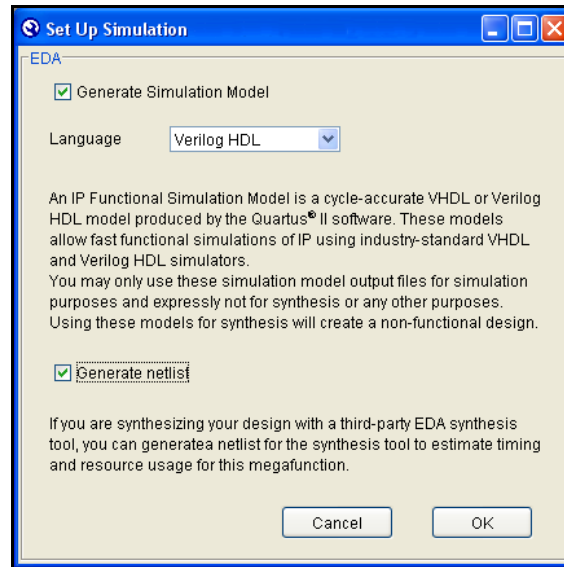 Set Up Simulation
EDA
Generate Simulation Model
Language Verilog HDL
An IP Functional Simulation Model is a cycle-accurate VHDL or Verilog
HDL model produced by the Quartus® II software. These models
allow fast functional simulations of IP using industry-standard VHDL
and Verilog HDL simulators.
You may only use these simulation model output files for simulation
purposes and expressly not for synthesis or any other purposes.
Using these models for synthesis will create a non-functional design.
Generate netlist
If you are synthesizing your design with a third-party EDA synthesis
tool, you can generatea netlist for the synthesis tool to estimate timing
and resource usage for this megafunction.
Cancel OK